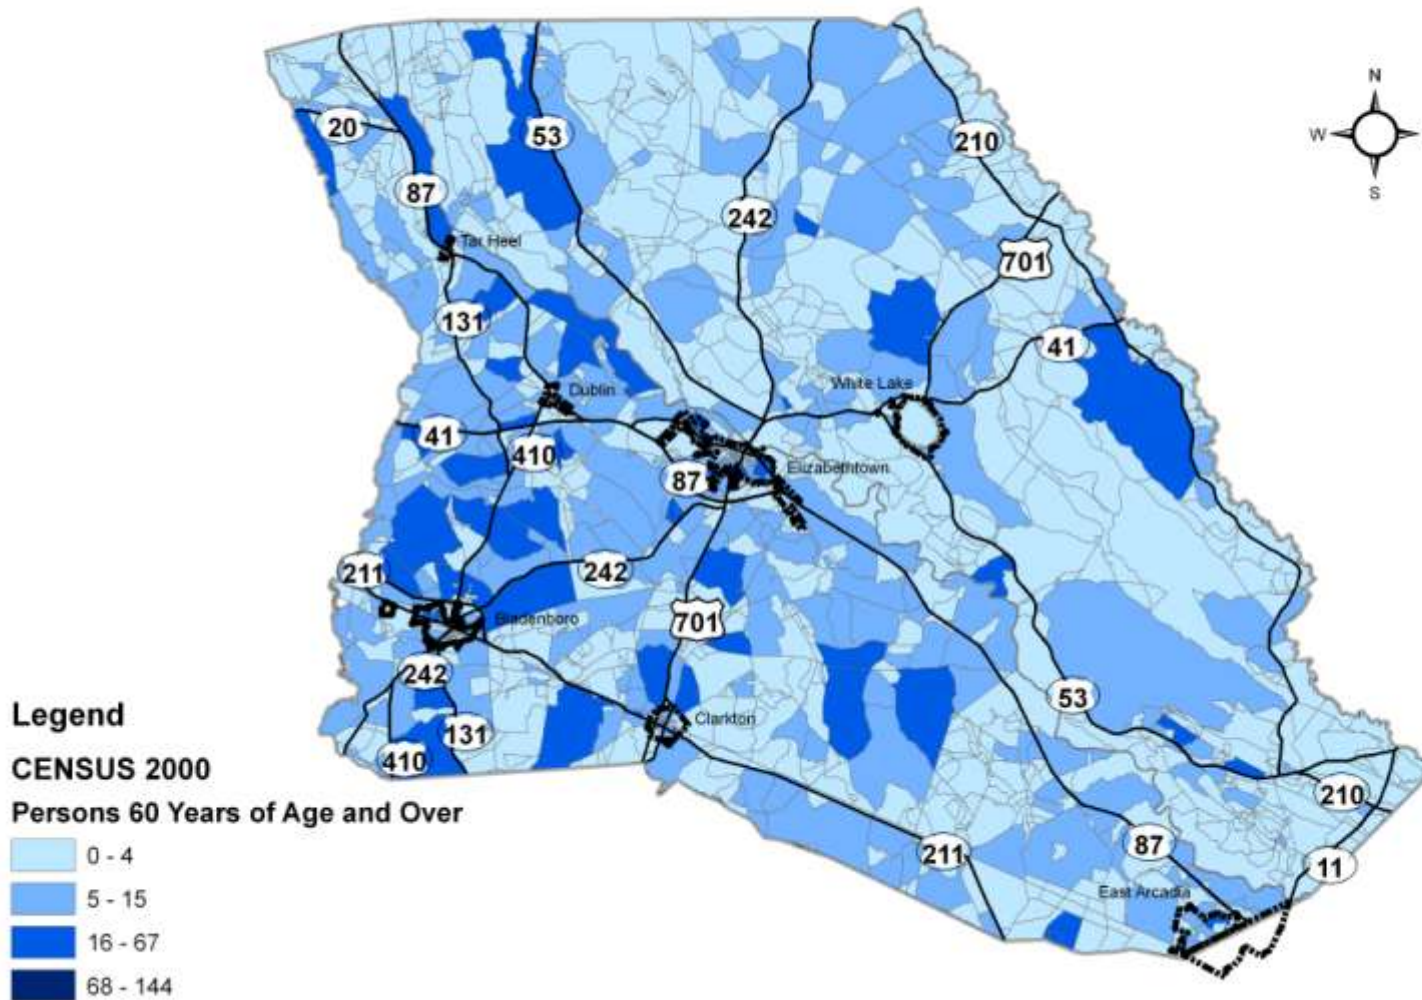 N
W
S
20
53
210
87
242
Tar Heel
701
131
41
White Lake
Dublin
41
410
Elizabethtown
87
211
242
701
Bladenboro
242
53
Clarkton
131
410
210
87
211
11
East Arcadia
Legend
CENSUS 2000
Persons 60 Years of Age and Over
0 - 4
5 - 15
16 - 67
68 - 144